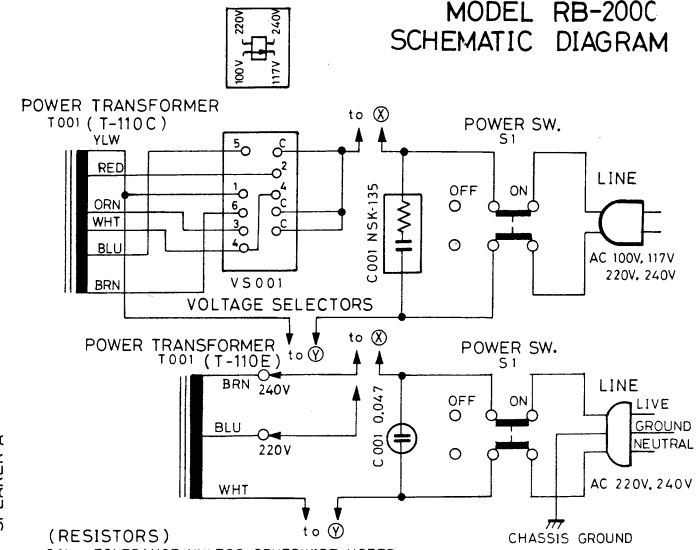 MODEL RB-200C
SCHEMATIC DIAGRAM
220V
240V
100V
117V
POWER TRANSFORMER
T001 (T-110C)
YLW
RED
ORN
WHT
BLU
BRN
5
C
2
1
4
6
C
3
C
4
VS001
VOLTAGE SELECTORS
to X
to Y
C001 NSK-135
POWER SW.
S1
OFF
ON
LINE
AC 100V, 117V
220V, 240V
POWER TRANSFORMER
T001 (T-110E)
BRN
240V
BLU
220V
WHT
to X
to Y
C001 0.047
POWER SW.
S1
OFF
ON
LINE
LIVE
GROUND
NEUTRAL
AC 220V, 240V
CHASSIS GROUND
SPEAKER A
(RESISTORS)